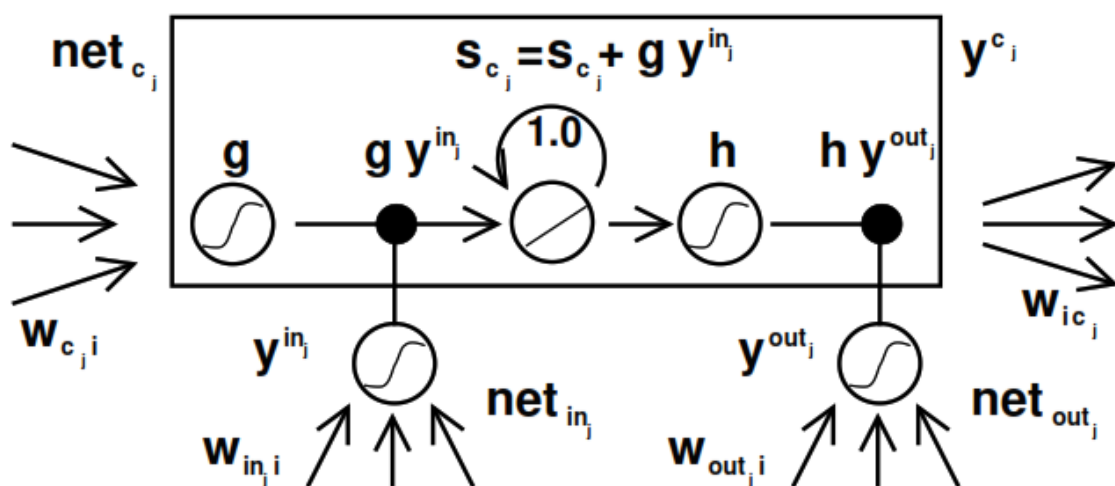 net c j
s c j = s c j + g y in j
y c j
1.0
g
g y in j
h
h y out j
w c j i
w i c j
y in j
net in j
y out j
net out j
w in j i
w out j i